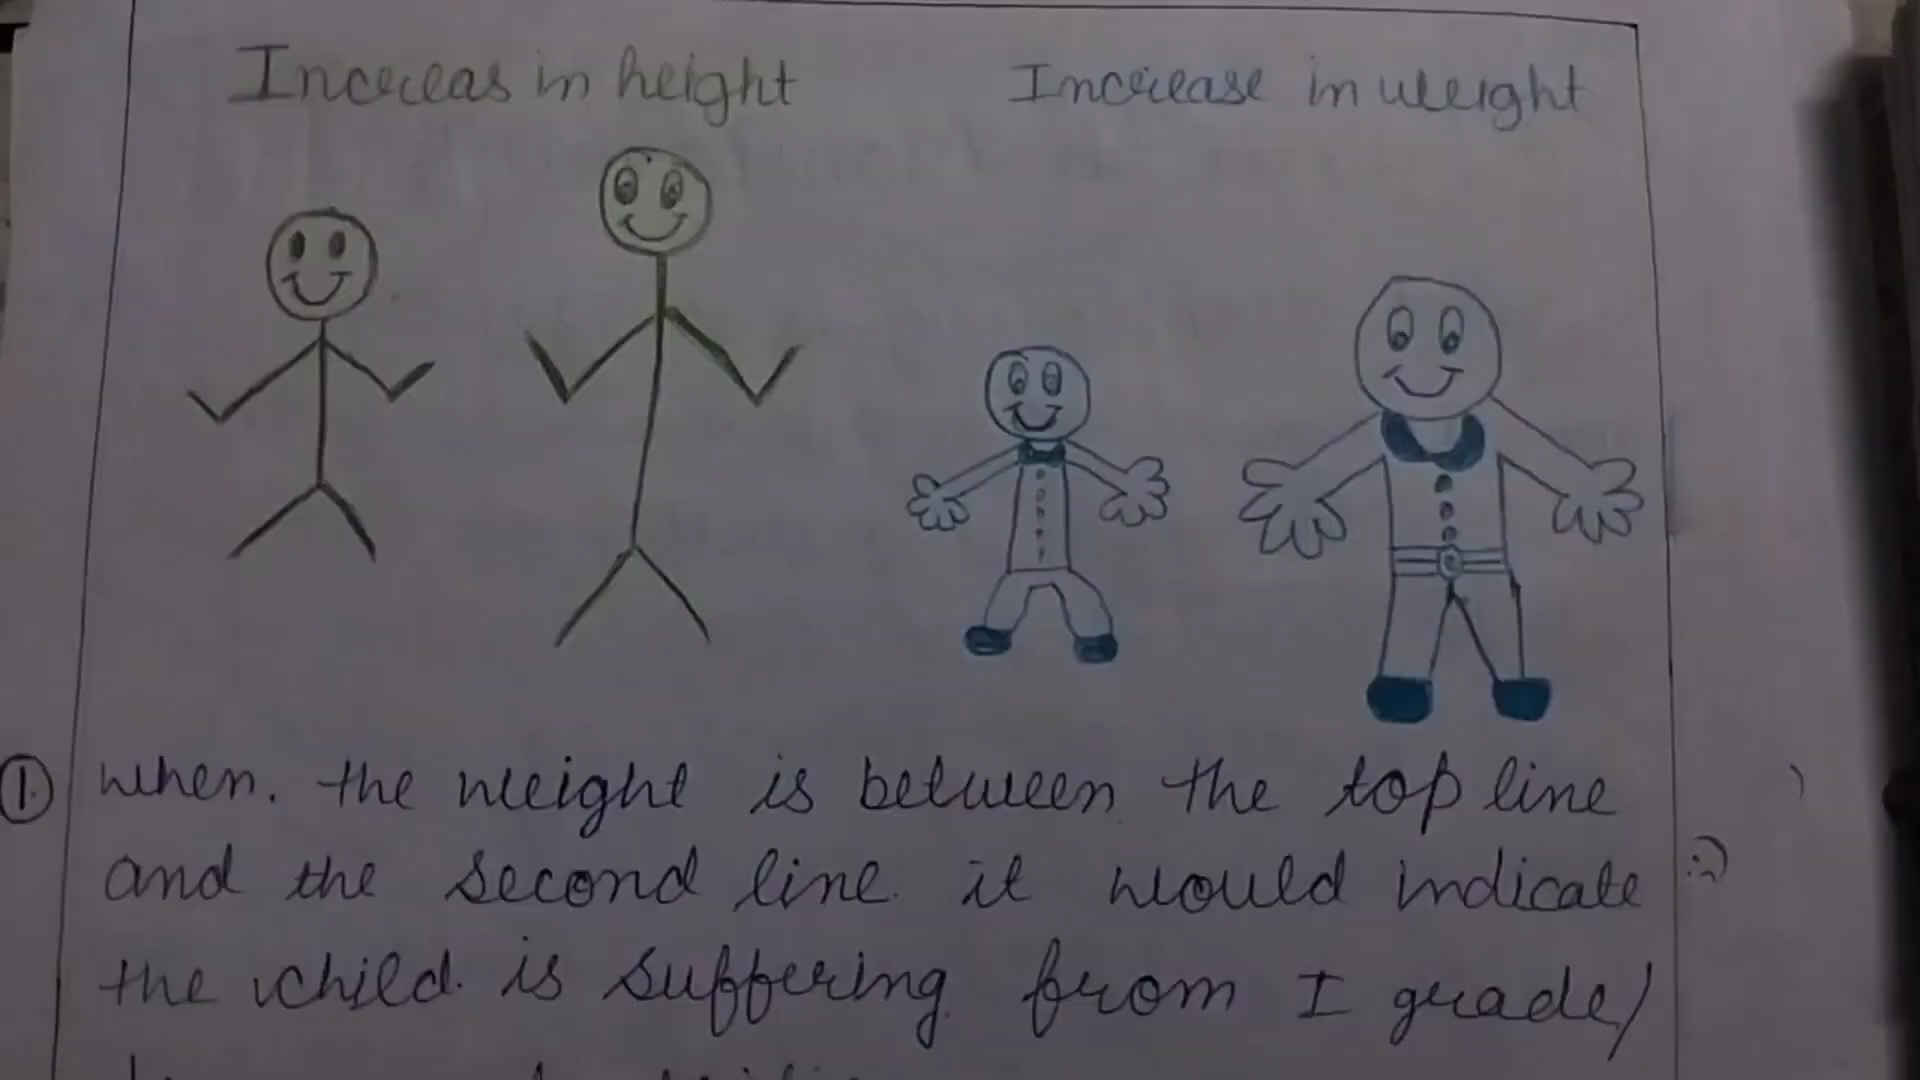 Increas in height
Increase in weight
① when. the weight is between the top line
and the second line. it would indicate
the child. is suffering from I grade/